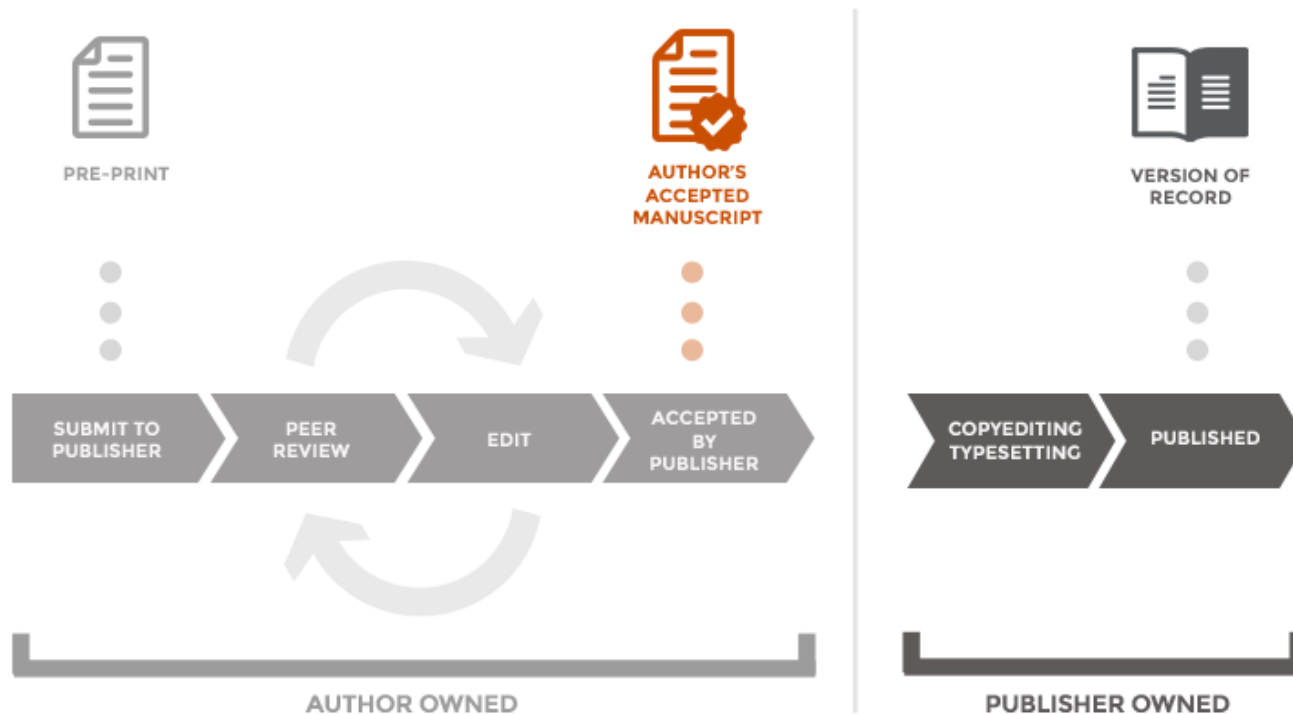 PRE-PRINT
AUTHOR'S
ACCEPTED
MANUSCRIPT
VERSION OF
RECORD
SUBMIT TO
PUBLISHER
PEER
REVIEW
EDIT
ACCEPTED
BY
PUBLISHER
COPYEDITING
TYPESETTING
PUBLISHED
AUTHOR OWNED
PUBLISHER OWNED